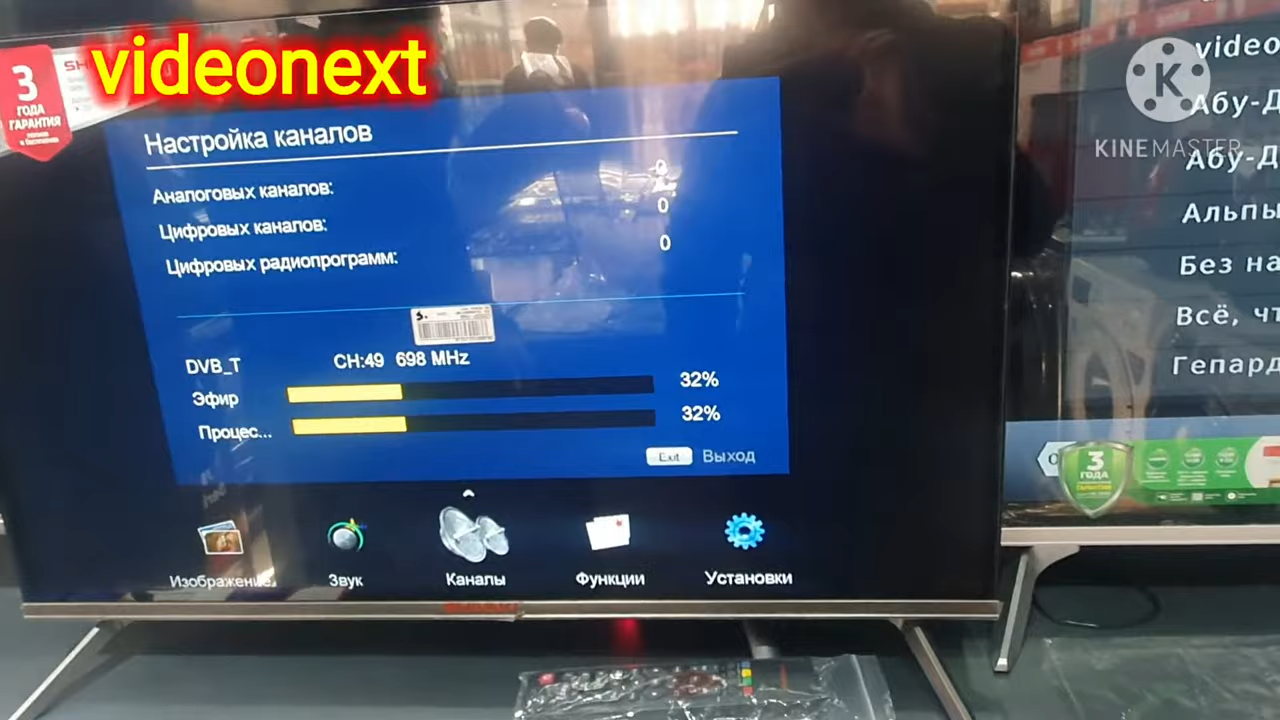 videonext
3
ГОДА
ГАРАНТИЯ
Настройка каналов
Аналоговых каналов: 0
Цифровых каналов: 0
Цифровых радиопрограмм: 0
DVB_T CH:49 698 MHz
Эфир 32%
Процес... 32%
Exit Выход
Изображение
Звук
Каналы
Функции
Установки
K
KINEMASTER
video
Абу-Д
Абу-Д
Альпы
Без на
Всё, чт
Гепард
3
ГОДА
ГАРАНТИИ